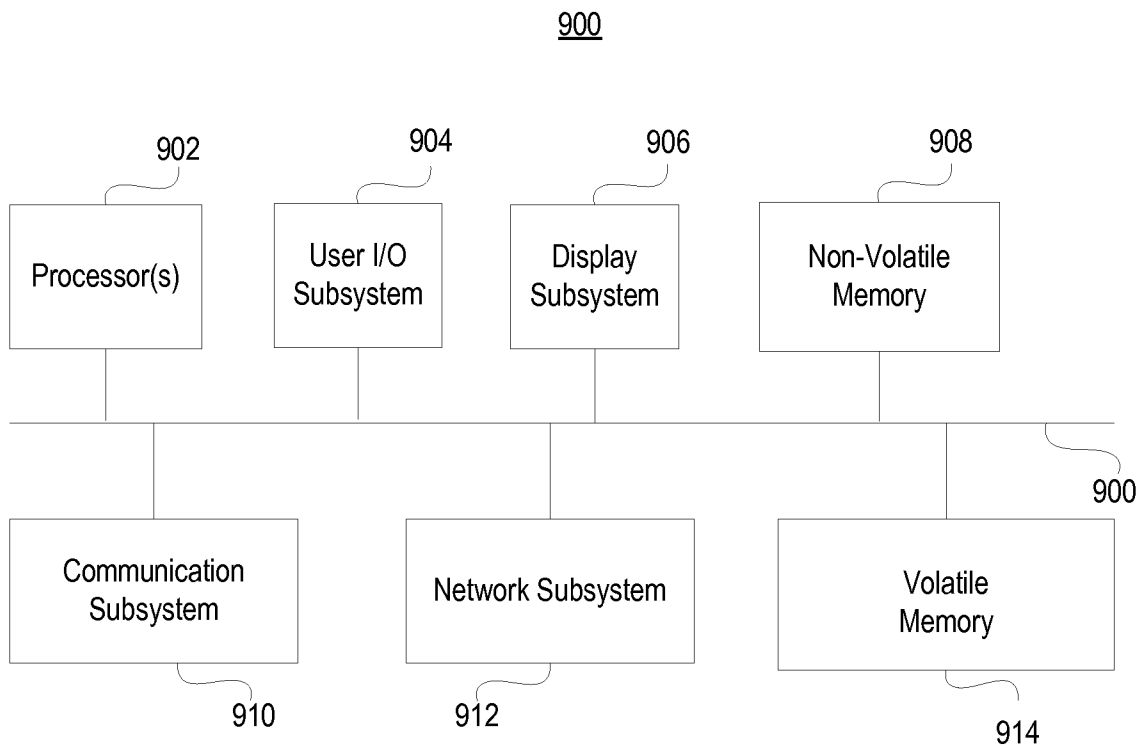 900
902
904
906
908
Processor(s)
User I/O
Subsystem
Display
Subsystem
Non-Volatile
Memory
900
Communication
Subsystem
Network Subsystem
Volatile
Memory
910
912
914